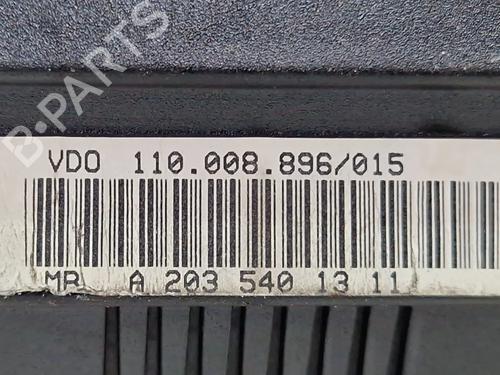 B-PARTS
VDO 110.008.896/015
MR A 203 540 13 11